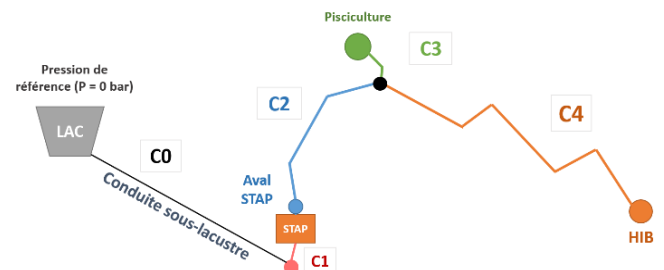 Pisciculture
C3
Pression de
référence (P = 0 bar)
LAC
C0
C2
C4
Conduite sous-lacustre
Aval
STAP
STAP
HIB
C1